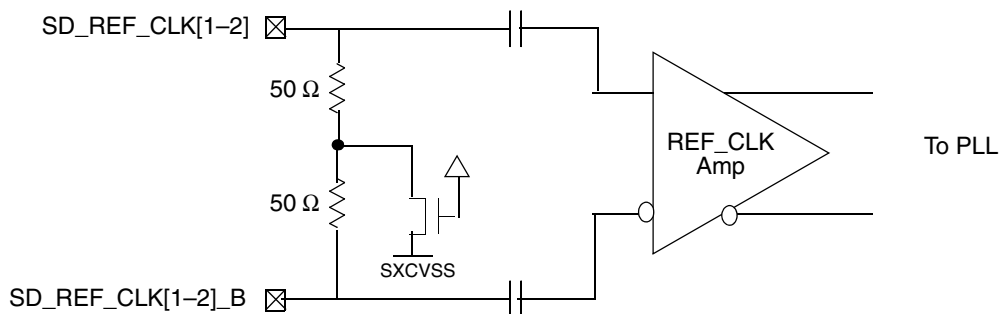 SD_REF_CLK[1–2]
50 Ω
REF_CLK
Amp
To PLL
50 Ω
SXCVSS
SD_REF_CLK[1–2]_B